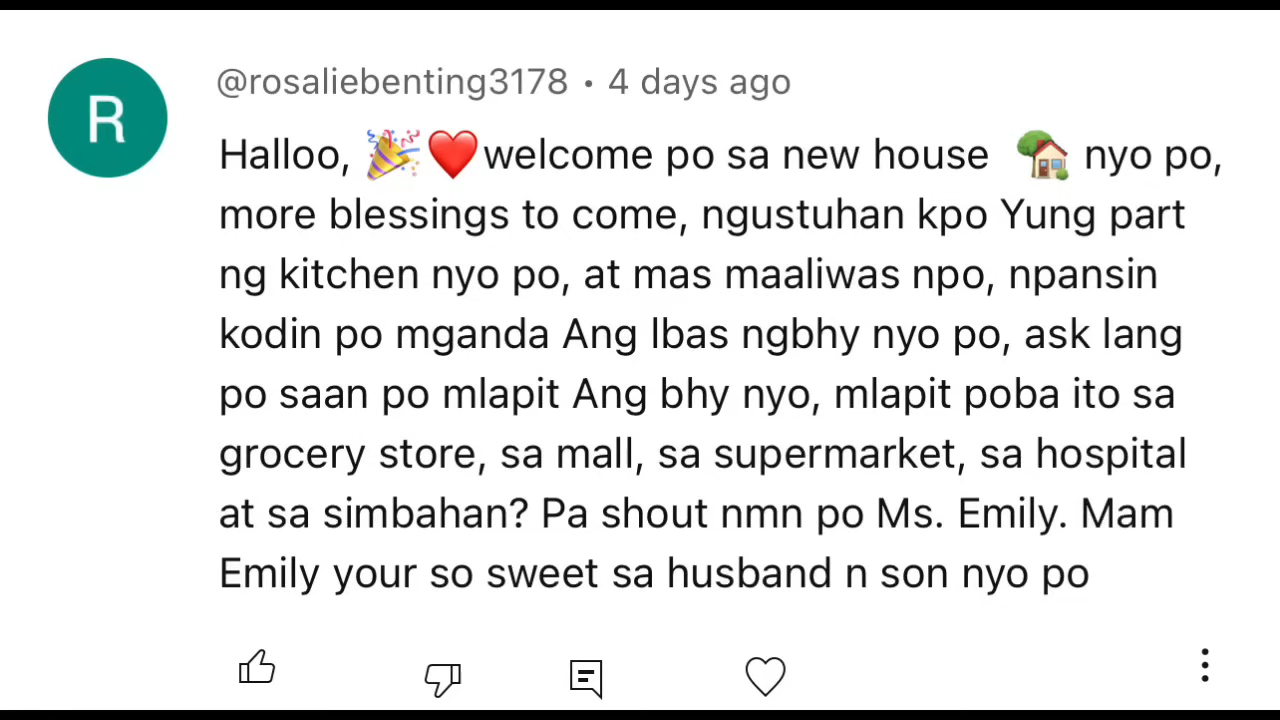 R
@rosaliebenting3178 • 4 days ago
Halloo, 🎉❤️welcome po sa new house 🏡 nyo po,
more blessings to come, ngustuhan kpo Yung part
ng kitchen nyo po, at mas maaliwas npo, npansin
kodin po mganda Ang lbas ngbhy nyo po, ask lang
po saan po mlapit Ang bhy nyo, mlapit poba ito sa
grocery store, sa mall, sa supermarket, sa hospital
at sa simbahan? Pa shout nmn po Ms. Emily. Mam
Emily your so sweet sa husband n son nyo po